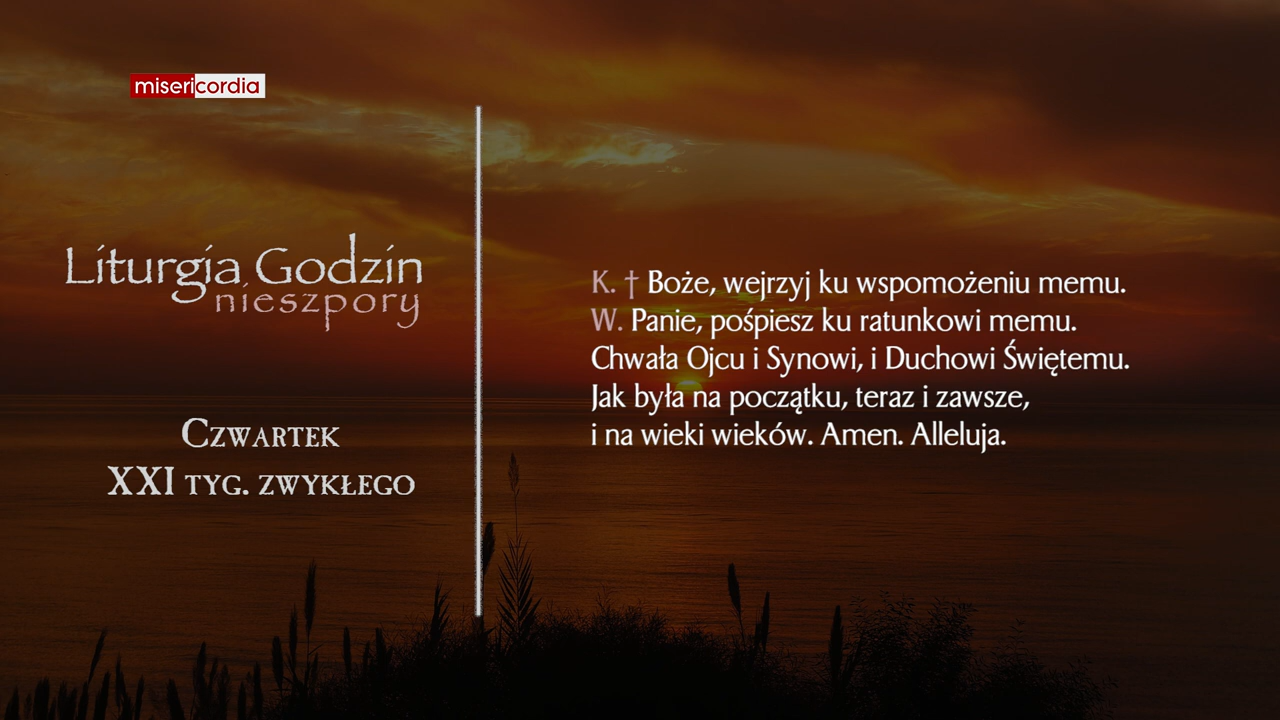 misericordia
Liturgia Godzin
nieszpory
Czwartek
XXI tyg. zwykłego
K. † Boże, wejrzyj ku wspomożeniu memu.
W. Panie, pośpiesz ku ratunkowi memu.
Chwała Ojcu i Synowi, i Duchowi Świętemu.
Jak była na początku, teraz i zawsze,
i na wieki wieków. Amen. Alleluja.